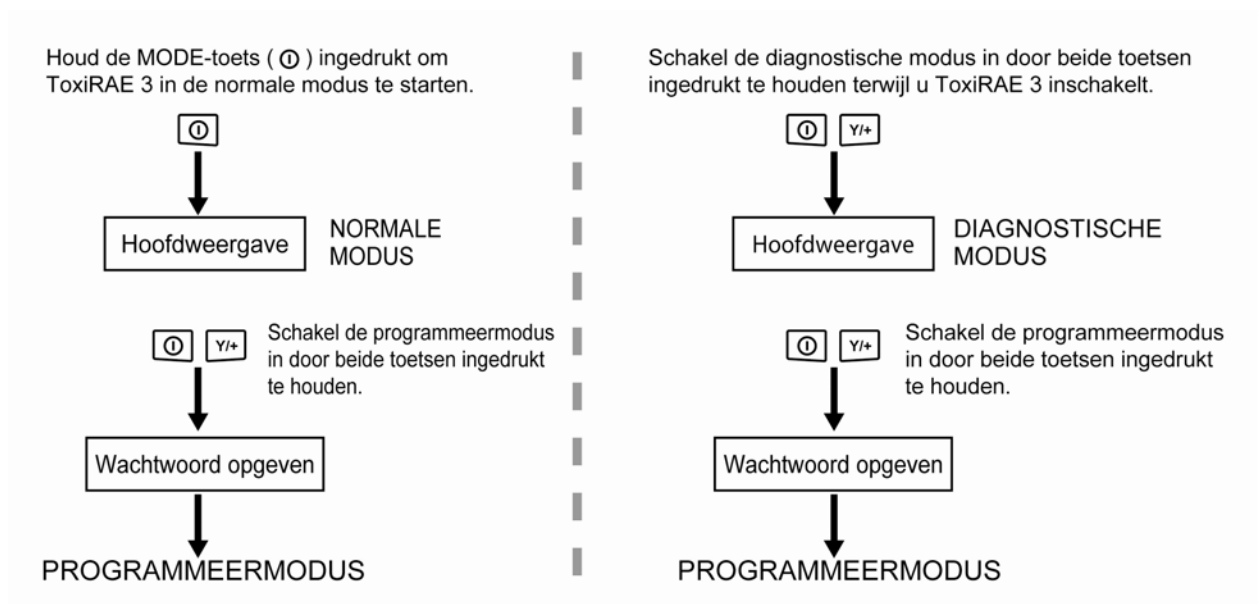 Houd de MODE-toets ( ⏼ ) ingedrukt om
ToxiRAE 3 in de normale modus te starten.
Hoofdweergave
NORMALE
MODUS
Y/+
Schakel de programmeermodus
in door beide toetsen ingedrukt
te houden.
Wachtwoord opgeven
PROGRAMMEERMODUS
Schakel de diagnostische modus in door beide toetsen
ingedrukt te houden terwijl u ToxiRAE 3 inschakelt.
Y/+
Hoofdweergave
DIAGNOSTISCHE
MODUS
Y/+
Schakel de programmeermodus
in door beide toetsen ingedrukt
te houden.
Wachtwoord opgeven
PROGRAMMEERMODUS